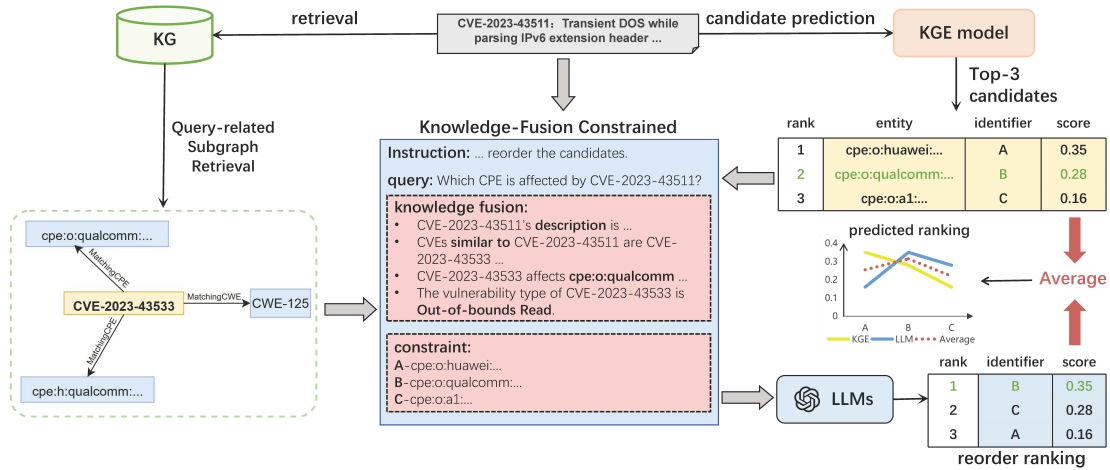 KG
retrieval
CVE-2023-43511: Transient DOS while
parsing IPv6 extension header ...
candidate prediction
KGE model
Top-3
candidates
Query-related
Subgraph
Retrieval
cpe:o:qualcomm:...
MatchingCPE
CVE-2023-43533
MatchingCWE
CWE-125
MatchingCPE
cpe:h:qualcomm:...
Knowledge-Fusion Constrained
Instruction: ... reorder the candidates.
query: Which CPE is affected by CVE-2023-43511?
knowledge fusion:
• CVE-2023-43511's description is ...
• CVEs similar to CVE-2023-43511 are CVE-
2023-43533 ...
• CVE-2023-43533 affects cpe:o:qualcomm ...
• The vulnerability type of CVE-2023-43533 is
Out-of-bounds Read.
constraint:
A-cpe:o:huawei:...
B-cpe:o:qualcomm:...
C-cpe:o:a1:...
rank entity identifier score
1 cpe:o:huawei:... A 0.35
2 cpe:o:qualcomm:... B 0.28
3 cpe:o:a1:... C 0.16
predicted ranking
0.4
0.3
0.2
0.1
0
A B C
KGE LLM Average
Average
LLMs
rank identifier score
1 B 0.35
2 C 0.28
3 A 0.16
reorder ranking